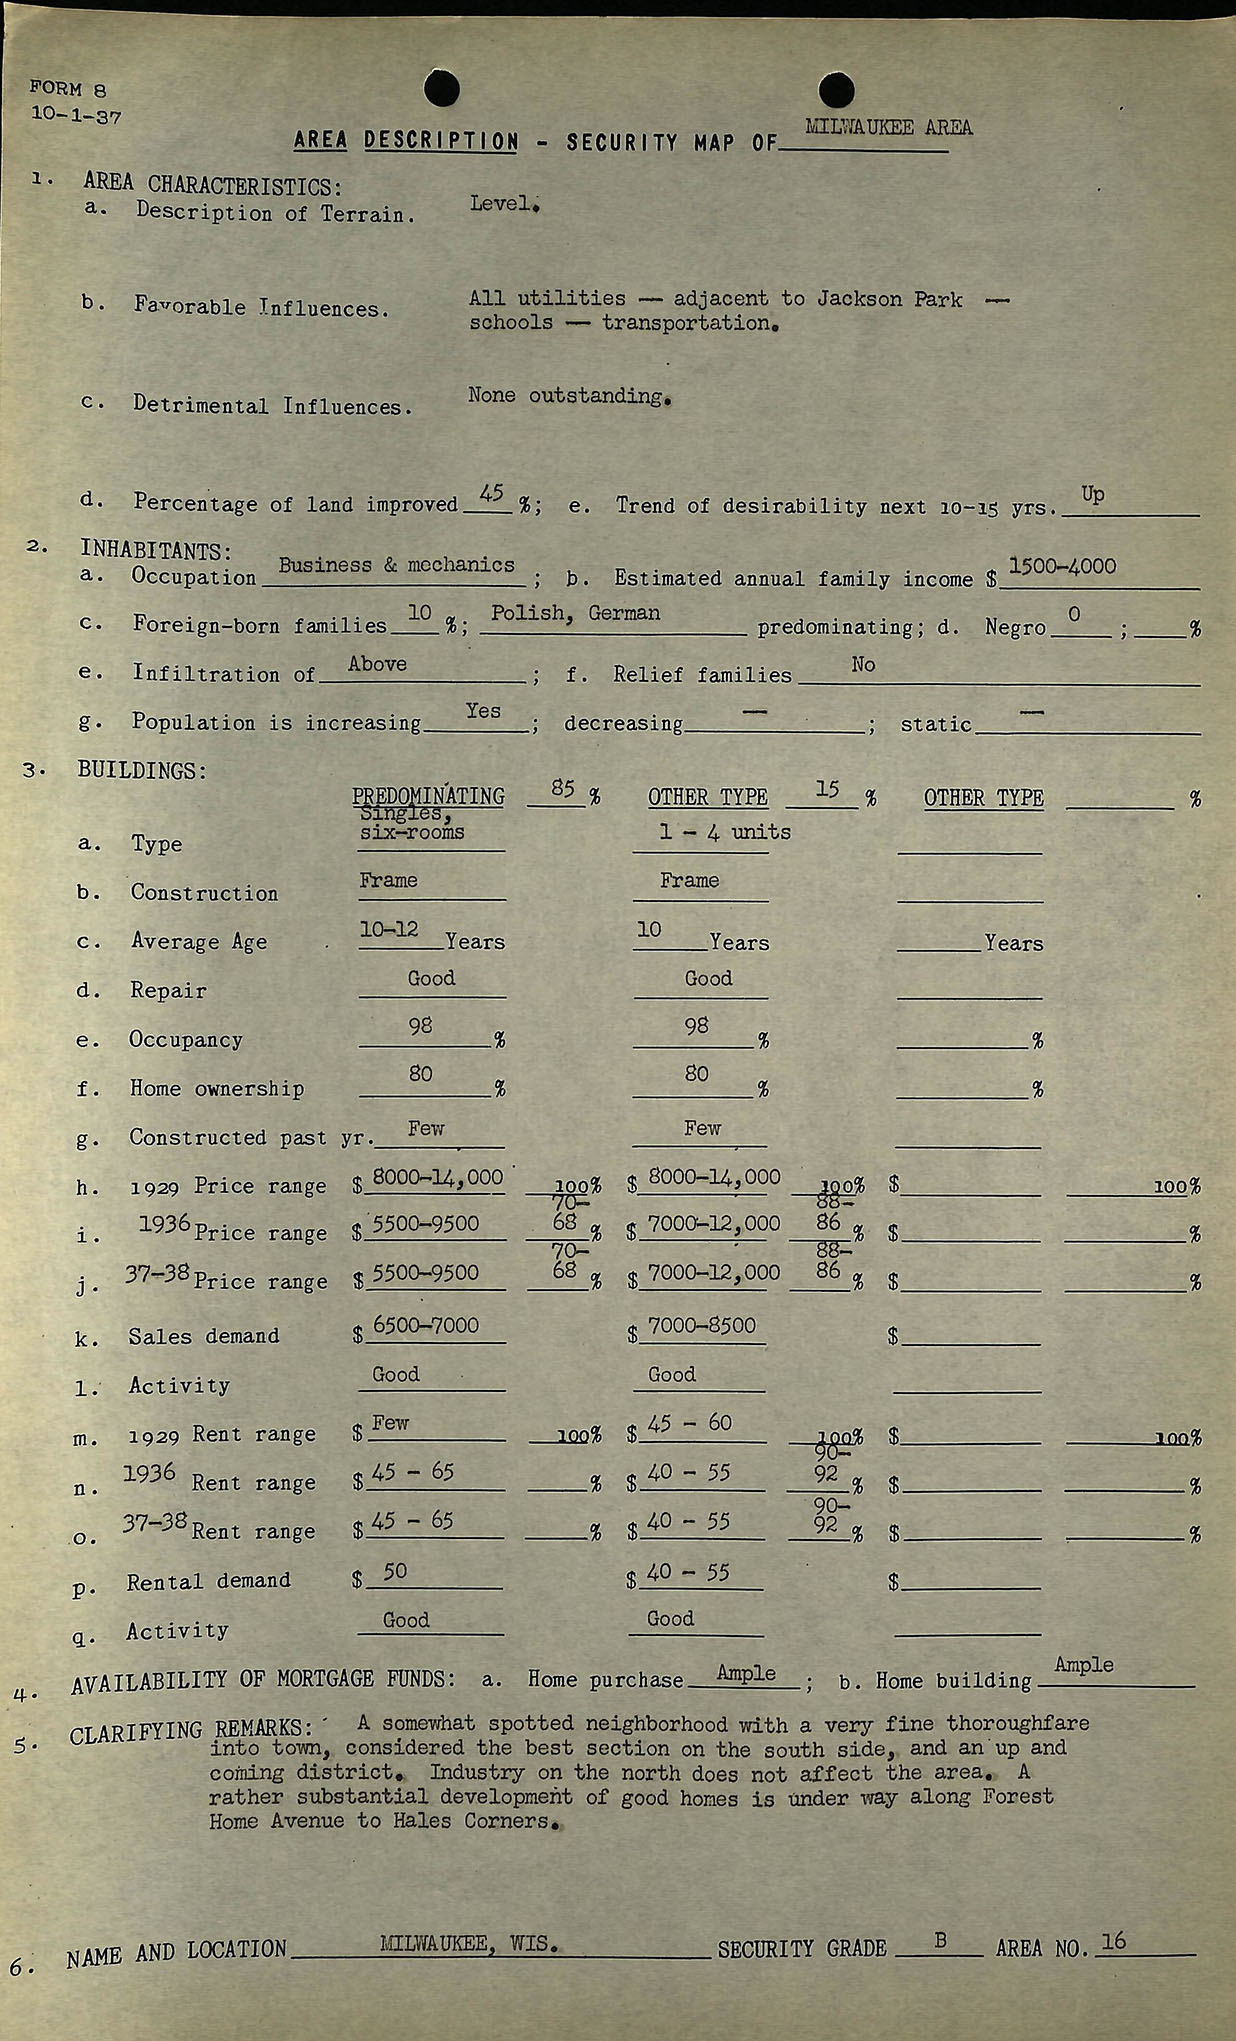 FORM 8
10-1-37
AREA DESCRIPTION - SECURITY MAP OF MILWAUKEE AREA
1. AREA CHARACTERISTICS:
a. Description of Terrain. Level.
b. Favorable Influences. All utilities — adjacent to Jackson Park —
schools — transportation.
c. Detrimental Influences. None outstanding.
d. Percentage of land improved 45 %; e. Trend of desirability next 10-15 yrs. Up
2. INHABITANTS:
a. Occupation Business & mechanics ; b. Estimated annual family income $ 1500-4000
c. Foreign-born families 10 %; Polish, German predominating; d. Negro 0 ; %
e. Infiltration of Above ; f. Relief families No
g. Population is increasing Yes ; decreasing — ; static —
3. BUILDINGS:
PREDOMINATING 85 % OTHER TYPE 15 % OTHER TYPE %
Singles,
a. Type six-rooms 1 - 4 units
b. Construction Frame Frame
c. Average Age 10-12 Years 10 Years Years
d. Repair Good Good
e. Occupancy 98 % 98 % %
f. Home ownership 80 % 80 % %
g. Constructed past yr. Few Few
h. 1929 Price range $ 8000-14,000 100% $ 8000-14,000 100% $ 100%
70- 88-
i. 1936 Price range $ 5500-9500 68 % $ 7000-12,000 86 % $ %
70- 88-
j. 37-38 Price range $ 5500-9500 68 % $ 7000-12,000 86 % $ %
k. Sales demand $ 6500-7000 $ 7000-8500 $
l. Activity Good Good
m. 1929 Rent range $ Few 100% $ 45 - 60 100% $ 100%
90-
n. 1936 Rent range $ 45 - 65 % $ 40 - 55 92 % $ %
90-
o. 37-38 Rent range $ 45 - 65 % $ 40 - 55 92 % $ %
p. Rental demand $ 50 $ 40 - 55 $
q. Activity Good Good
4. AVAILABILITY OF MORTGAGE FUNDS: a. Home purchase Ample ; b. Home building Ample
5. CLARIFYING REMARKS: A somewhat spotted neighborhood with a very fine thoroughfare
into town, considered the best section on the south side, and an up and
coming district. Industry on the north does not affect the area. A
rather substantial development of good homes is under way along Forest
Home Avenue to Hales Corners.
6. NAME AND LOCATION MILWAUKEE, WIS. SECURITY GRADE B AREA NO. 16